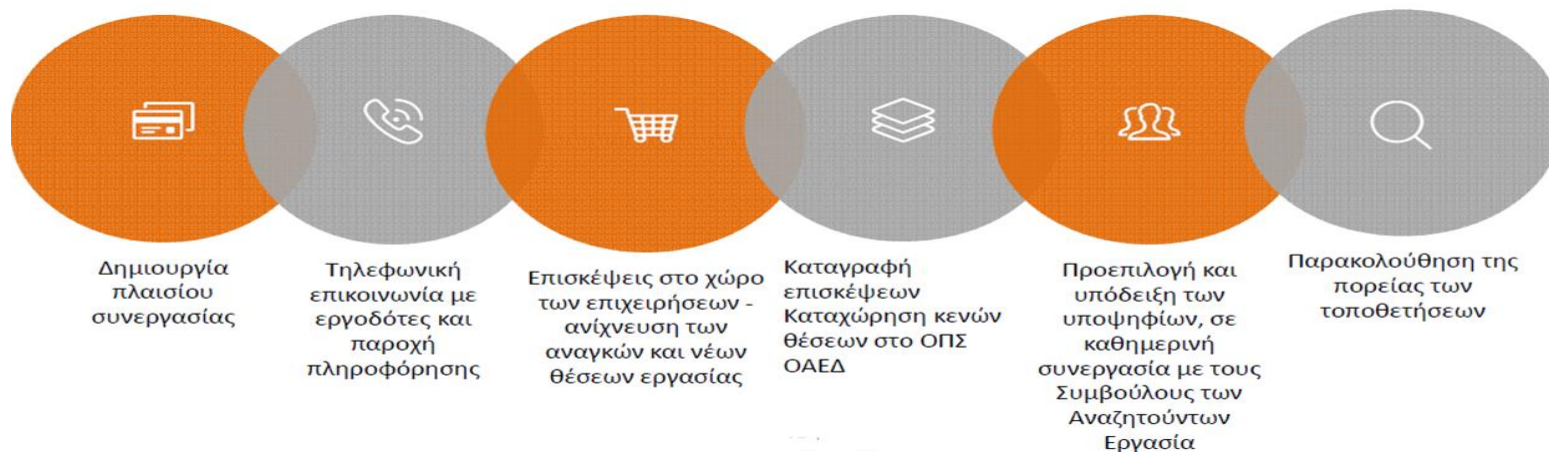 Δημιουργία
πλαισίου
συνεργασίας
Τηλεφωνική
επικοινωνία με
εργοδότες και
παροχή
πληροφόρησης
Επισκέψεις στο χώρο
των επιχειρήσεων -
ανίχνευση των
αναγκών και νέων
θέσεων εργασίας
Καταγραφή
επισκέψεων
Καταχώρηση κενών
θέσεων στο ΟΠΣ
ΟΑΕΔ
Προεπιλογή και
υπόδειξη των
υποψηφίων, σε
καθημερινή
συνεργασία με τους
Συμβούλους των
Αναζητούντων
Εργασία
Παρακολούθηση της
πορείας των
τοποθετήσεων